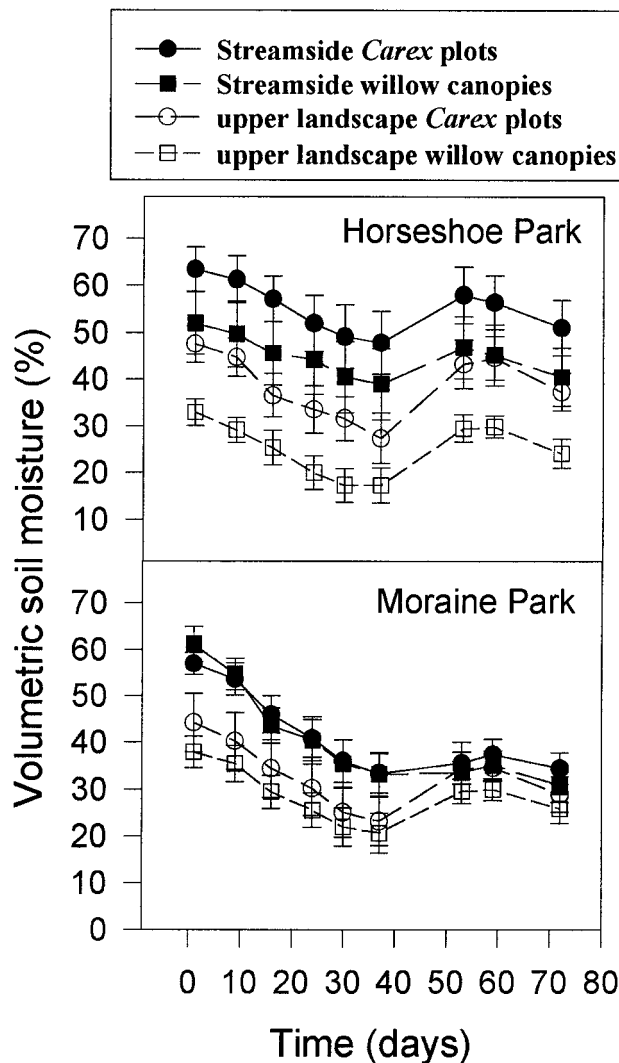 Streamside Carex plots
Streamside willow canopies
upper landscape Carex plots
upper landscape willow canopies
Horseshoe Park
70
60
50
40
30
20
10
Moraine Park
70
60
50
40
30
20
10
0
Volumetric soil moisture (%)
0 10 20 30 40 50 60 70 80
Time (days)